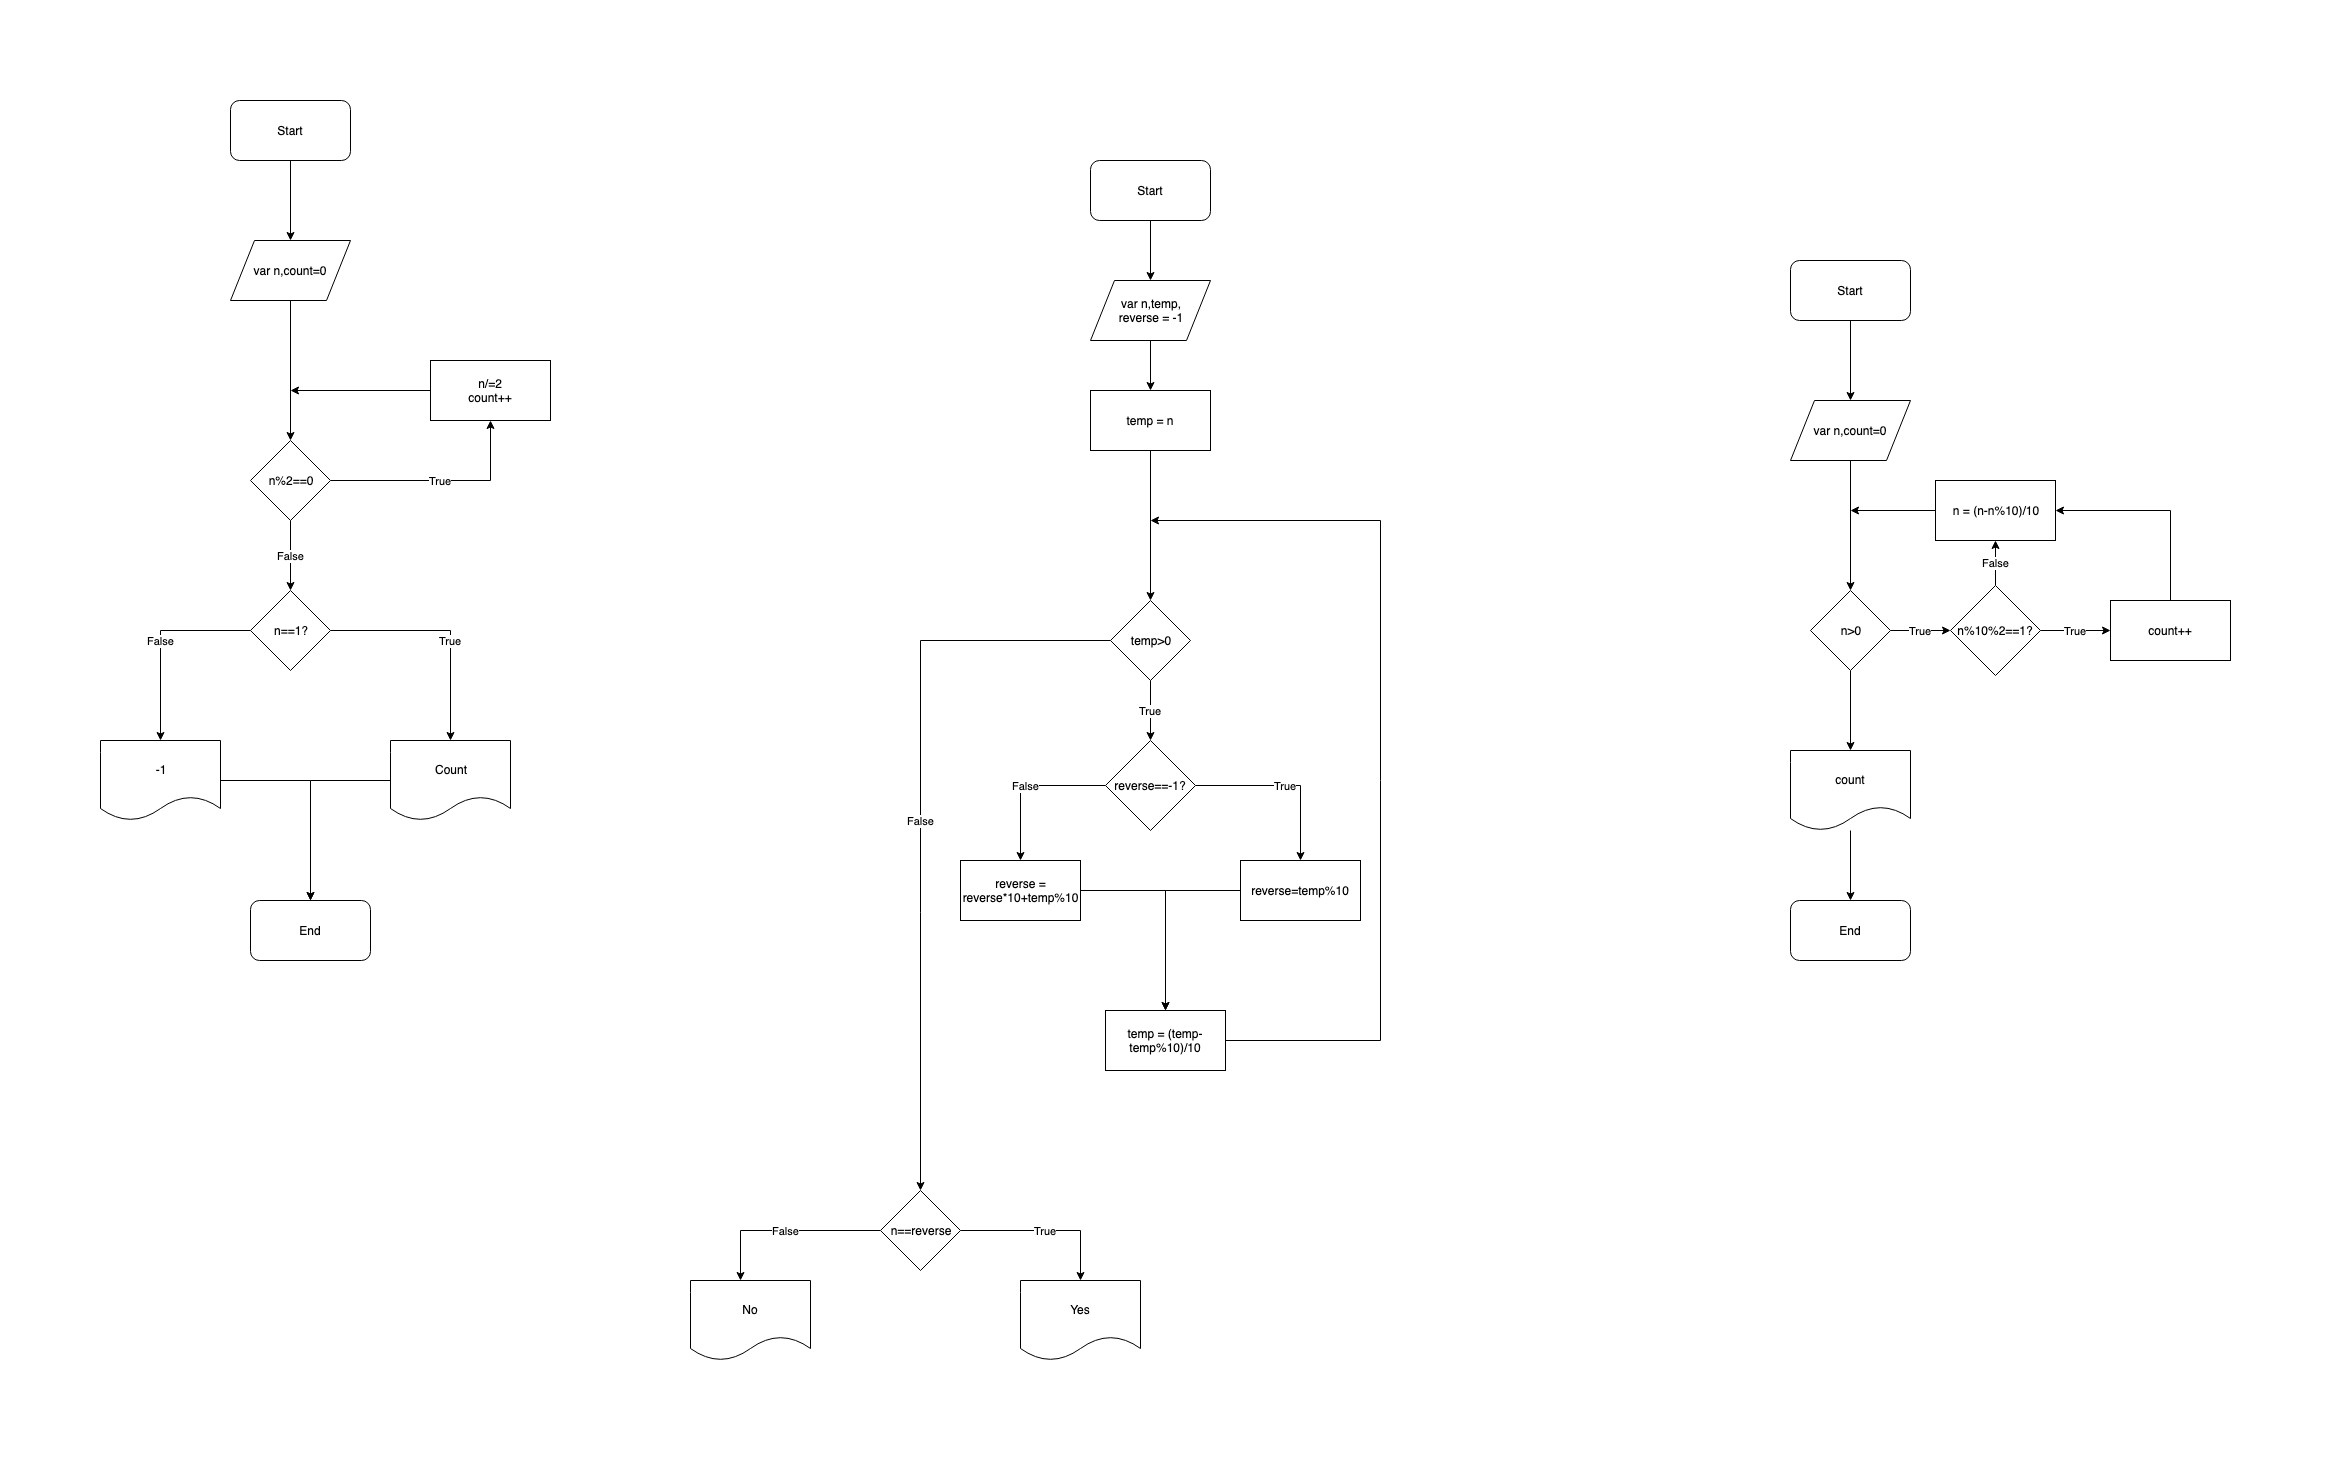 Start
var n,count=0
n/=2
count++
n%2==0
True
False
n==1?
False
True
-1
Count
End
Start
var n,temp,
reverse = -1
temp = n
temp>0
True
False
reverse==-1?
False
True
reverse =
reverse*10+temp%10
reverse=temp%10
temp = (temp-
temp%10)/10
n==reverse
False
True
No
Yes
Start
var n,count=0
n = (n-n%10)/10
False
n>0
True
n%10%2==1?
True
count++
count
End